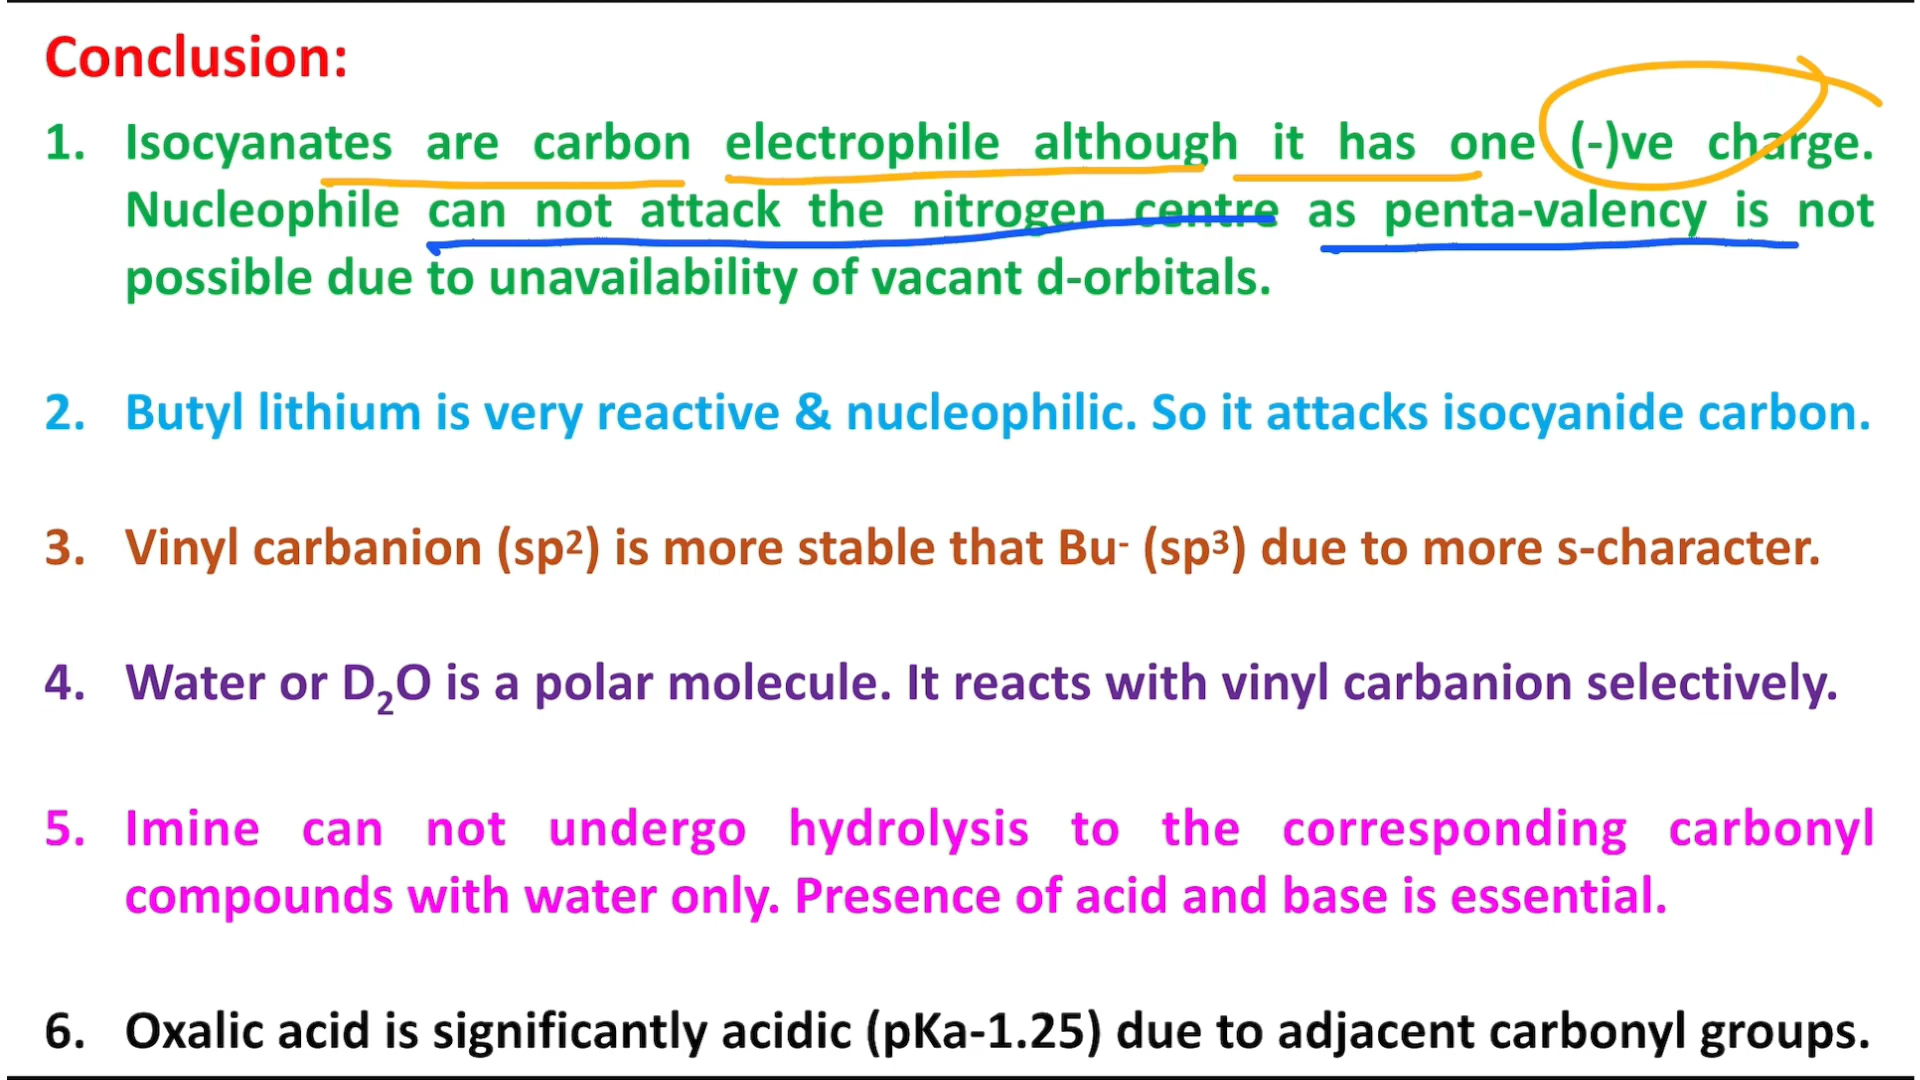 Conclusion:
1. Isocyanates are carbon electrophile although it has one (-)ve charge.
Nucleophile can not attack the nitrogen centre as penta-valency is not
possible due to unavailability of vacant d-orbitals.
2. Butyl lithium is very reactive & nucleophilic. So it attacks isocyanide carbon.
3. Vinyl carbanion (sp²) is more stable that Bu⁻ (sp³) due to more s-character.
4. Water or D₂O is a polar molecule. It reacts with vinyl carbanion selectively.
5. Imine can not undergo hydrolysis to the corresponding carbonyl
compounds with water only. Presence of acid and base is essential.
6. Oxalic acid is significantly acidic (pKa-1.25) due to adjacent carbonyl groups.